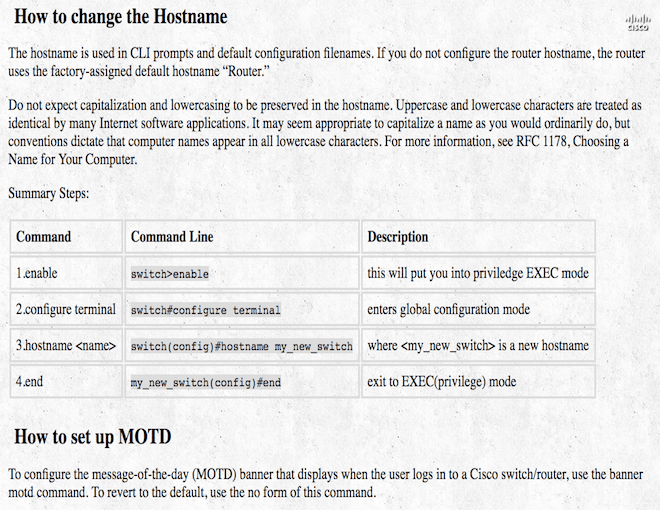 How to change the Hostname
CISCO
The hostname is used in CLI prompts and default configuration filenames. If you do not configure the router hostname, the router
uses the factory-assigned default hostname “Router.”
Do not expect capitalization and lowercasing to be preserved in the hostname. Uppercase and lowercase characters are treated as
identical by many Internet software applications. It may seem appropriate to capitalize a name as you would ordinarily do, but
conventions dictate that computer names appear in all lowercase characters. For more information, see RFC 1178, Choosing a
Name for Your Computer.
Summary Steps:
Command Command Line Description
1.enable switch>enable this will put you into priviledge EXEC mode
2.configure terminal switch#configure terminal enters global configuration mode
3.hostname <name> switch(config)#hostname my_new_switch where <my_new_switch> is a new hostname
4.end my_new_switch(config)#end exit to EXEC(privilege) mode
How to set up MOTD
To configure the message-of-the-day (MOTD) banner that displays when the user logs in to a Cisco switch/router, use the banner
motd command. To revert to the default, use the no form of this command.